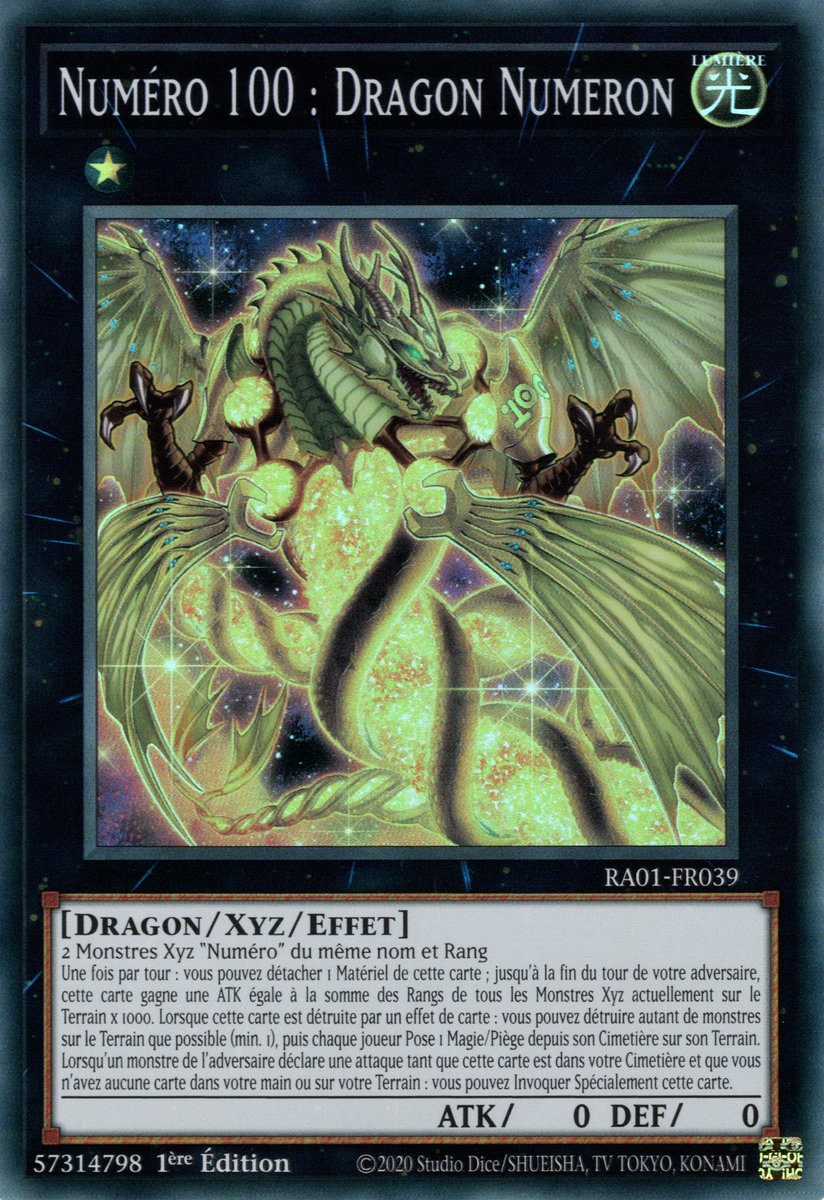 NUMÉRO 100 : DRAGON NUMERON
LUMIÈRE
光
100
RA01-FR039
[DRAGON/XYZ/EFFET]
2 Monstres Xyz "Numéro" du même nom et Rang
Une fois par tour : vous pouvez détacher 1 Matériel de cette carte ; jusqu'à la fin du tour de votre adversaire,
cette carte gagne une ATK égale à la somme des Rangs de tous les Monstres Xyz actuellement sur le
Terrain x 1000. Lorsque cette carte est détruite par un effet de carte : vous pouvez détruire autant de monstres
sur le Terrain que possible (min. 1), puis chaque joueur Pose 1 Magie/Piège depuis son Cimetière sur son Terrain.
Lorsqu'un monstre de l'adversaire déclare une attaque tant que cette carte est dans votre Cimetière et que vous
n'avez aucune carte dans votre main ou sur votre Terrain : vous pouvez Invoquer Spécialement cette carte.
ATK/ 0 DEF/ 0
57314798 1ère Édition ©2020 Studio Dice/SHUEISHA, TV TOKYO, KONAMI